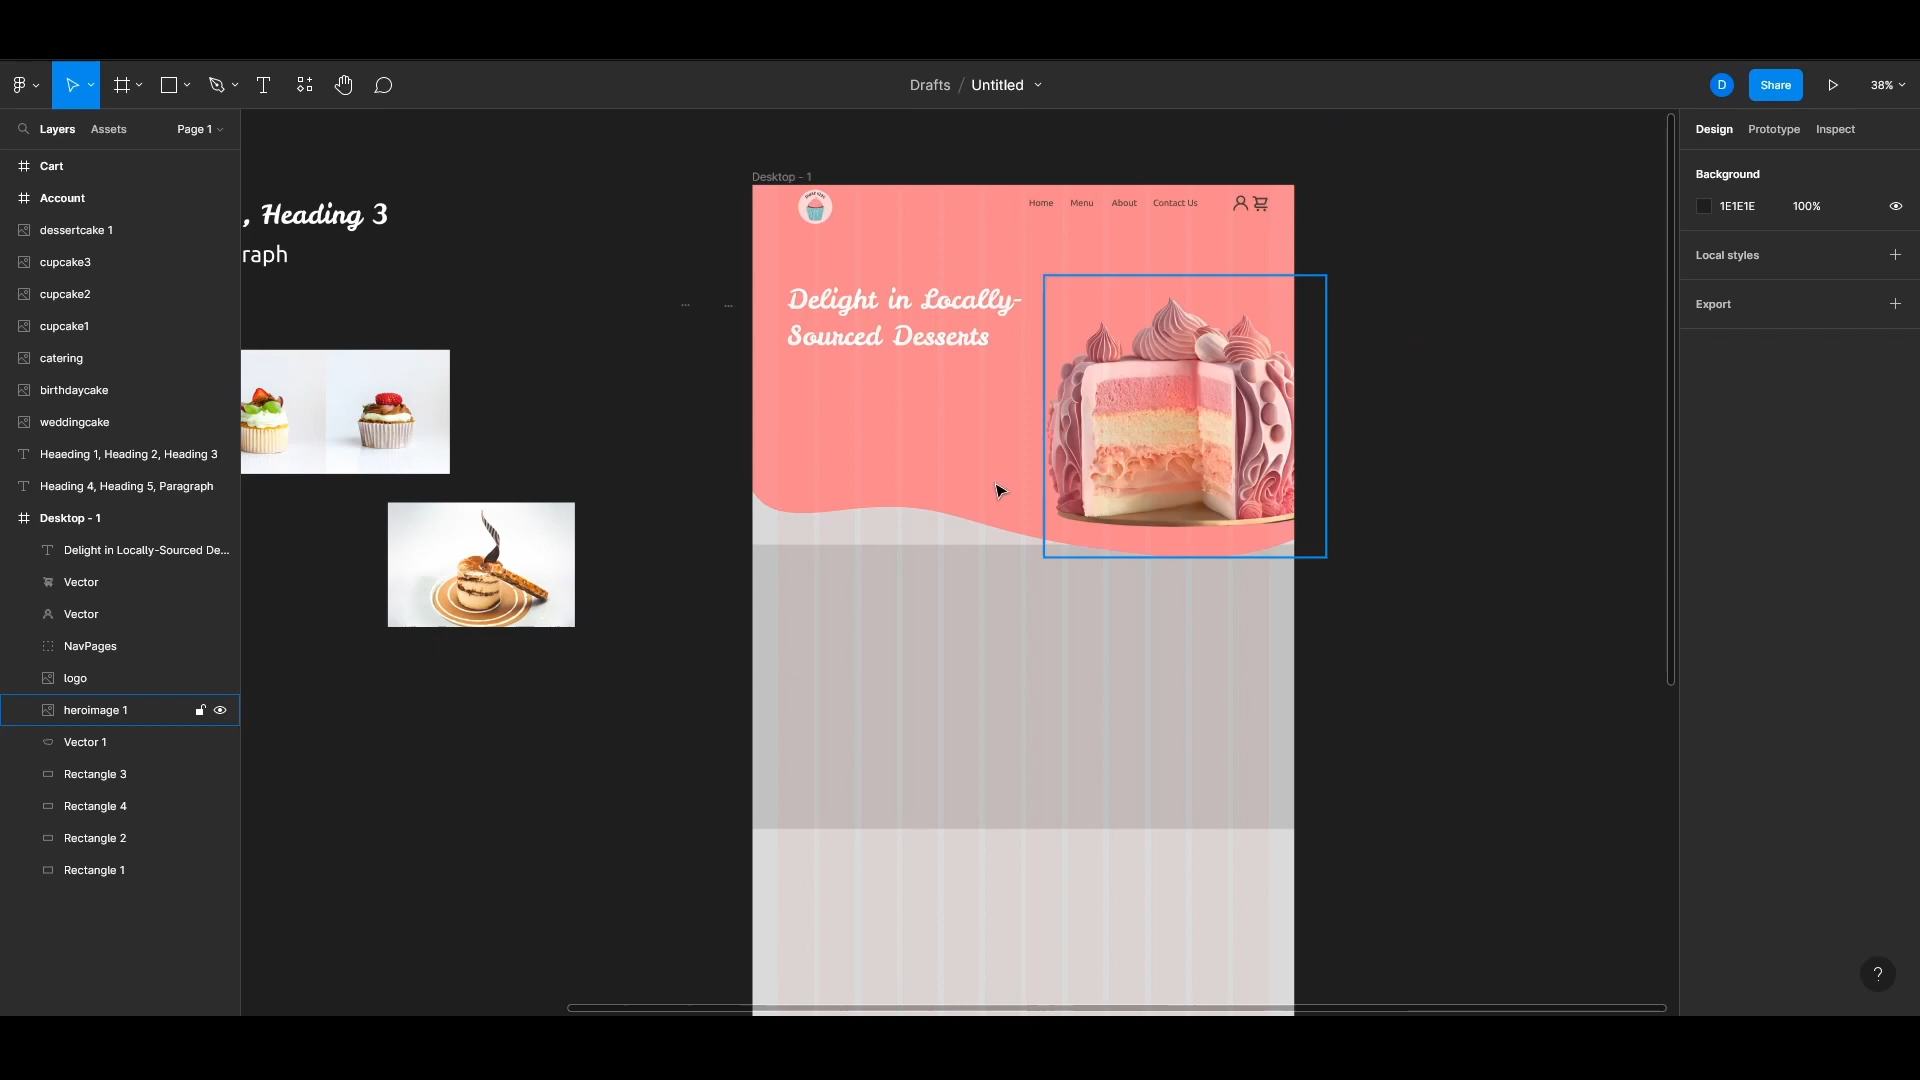 Drafts / Untitled
D
Share
38%
Layers
Assets
Page 1
Cart
Account
dessertcake 1
cupcake3
cupcake2
cupcake1
catering
birthdaycake
weddingcake
Heaeding 1, Heading 2, Heading 3
Heading 4, Heading 5, Paragraph
Desktop - 1
Delight in Locally-Sourced De...
Vector
Vector
NavPages
logo
heroimage 1
Vector 1
Rectangle 3
Rectangle 4
Rectangle 2
Rectangle 1
, Heading 3
raph
Desktop - 1
Home
Menu
About
Contact Us
Delight in Locally-
Sourced Desserts
Design
Prototype
Inspect
Background
1E1E1E
100%
Local styles
Export
?